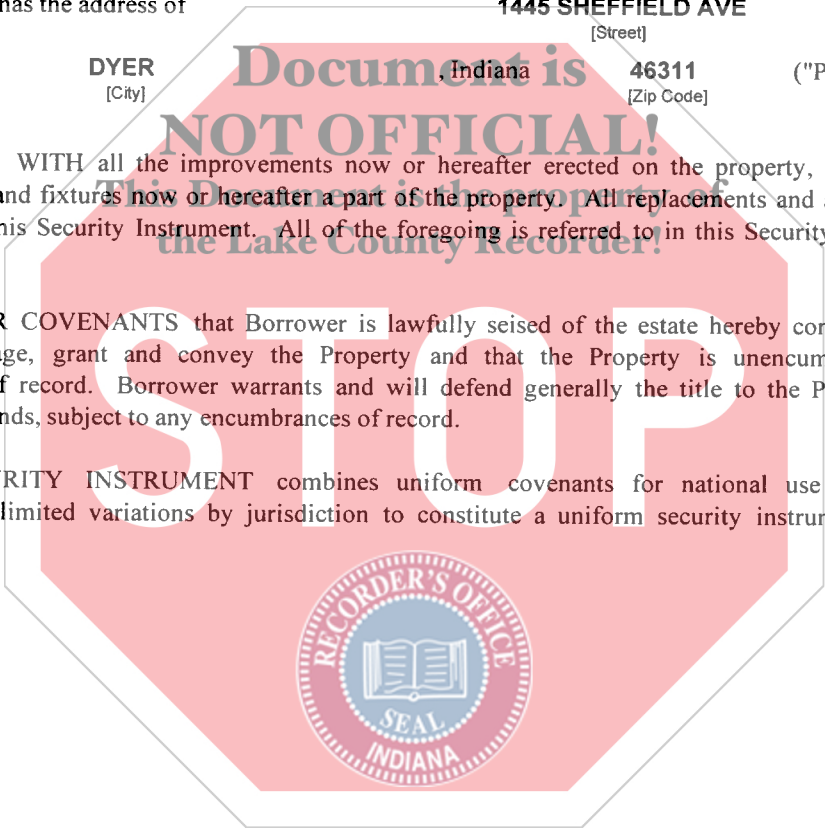 has the address of 1445 SHEFFIELD AVE
[Street]
DYER , Indiana 46311 ("P
[City] [Zip Code]
Document is
NOT OFFICIAL!
This Document is the property of
the Lake County Recorder!
WITH all the improvements now or hereafter erected on the property,
and fixtures now or hereafter a part of the property. All replacements and
his Security Instrument. All of the foregoing is referred to in this Security
R COVENANTS that Borrower is lawfully seised of the estate hereby con
ge, grant and convey the Property and that the Property is unencum
f record. Borrower warrants and will defend generally the title to the P
nds, subject to any encumbrances of record.
STOP
RITY INSTRUMENT combines uniform covenants for national use
limited variations by jurisdiction to constitute a uniform security instrum
RECORDER'S OFFICE
SEAL
INDIANA